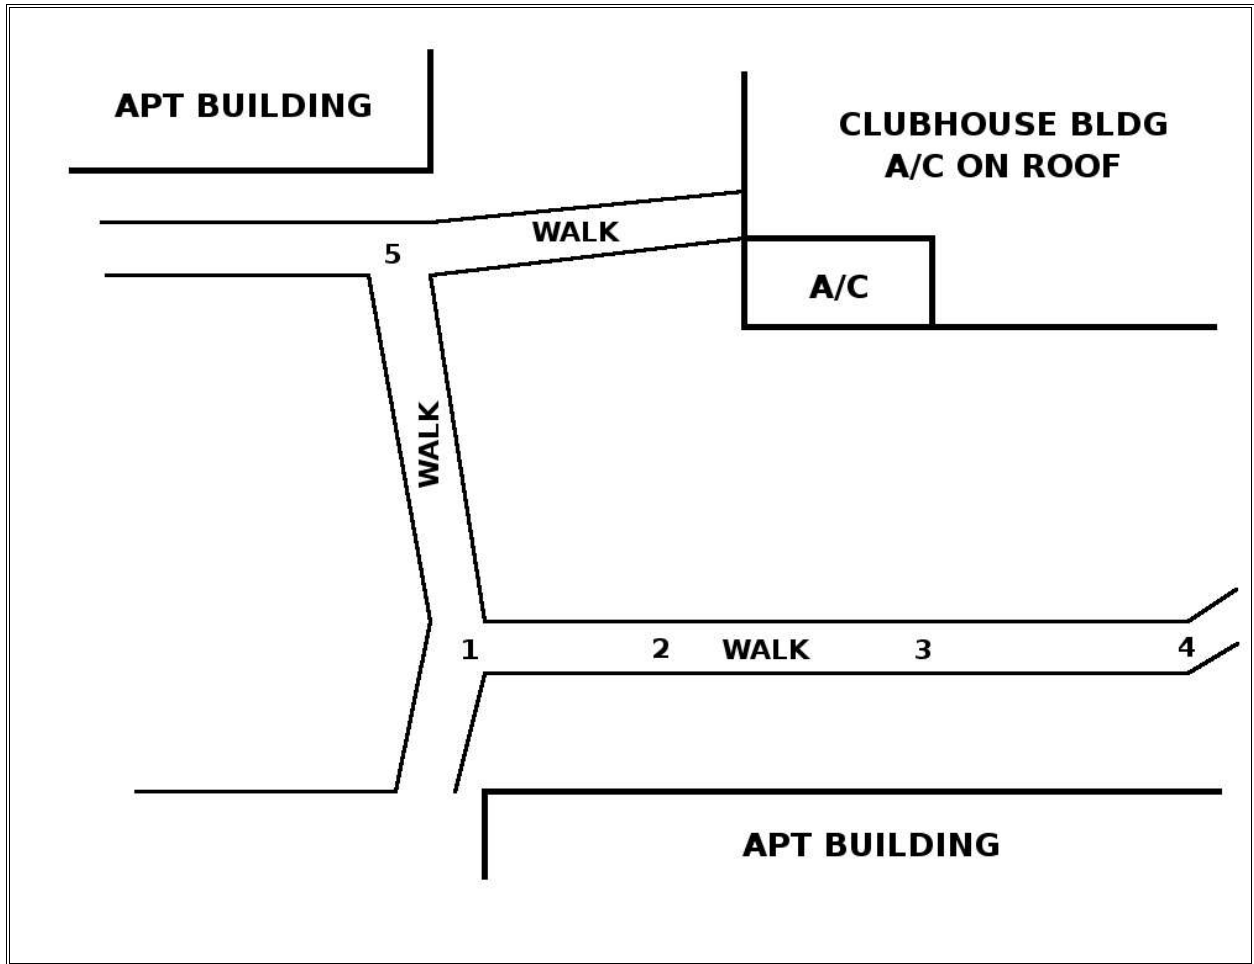 APT BUILDING
CLUBHOUSE BLDG
A/C ON ROOF
WALK
5
A/C
WALK
1
2
WALK
3
4
APT BUILDING